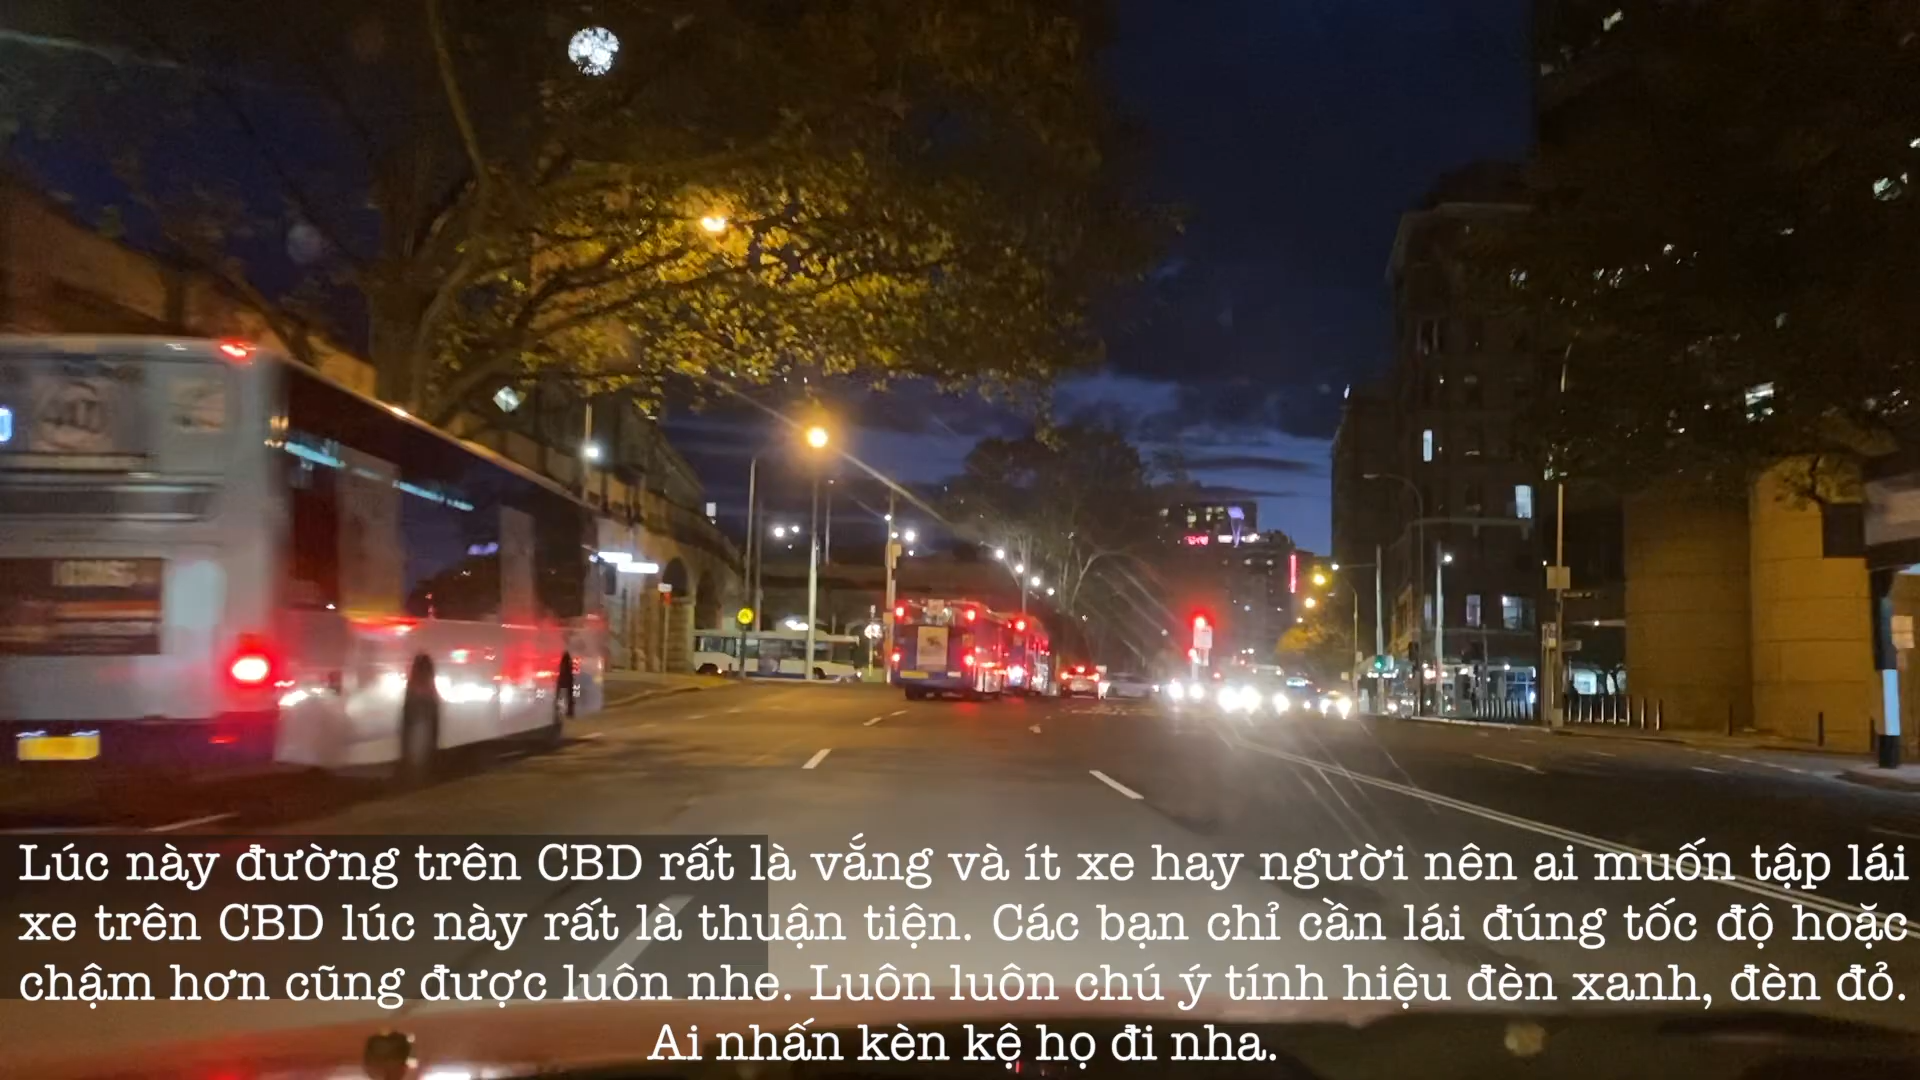 Lúc này đường trên CBD rất là vắng và ít xe hay người nên ai muốn tập lái
xe trên CBD lúc này rất là thuận tiện. Các bạn chỉ cần lái đúng tốc độ hoặc
chậm hơn cũng được luôn nhe. Luôn luôn chú ý tính hiệu đèn xanh, đèn đỏ.
Ai nhấn kèn kệ họ đi nha.